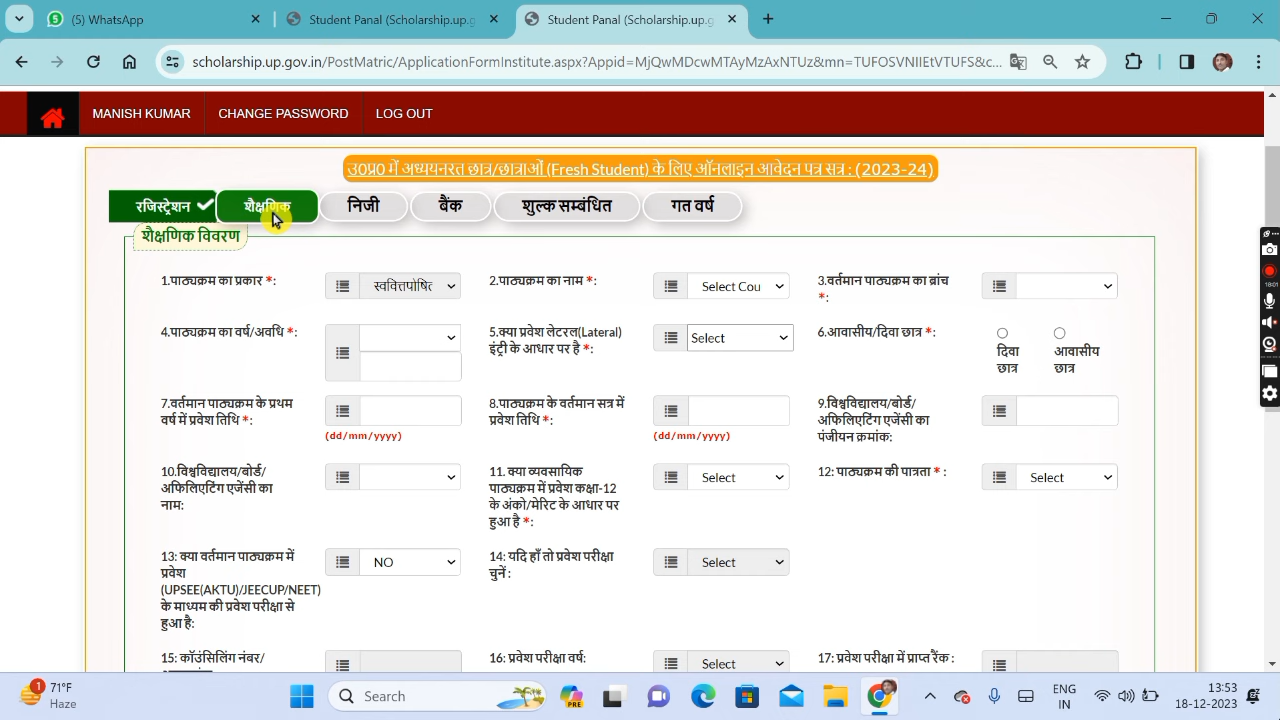 (5) WhatsApp
Student Panal (Scholarship.up.g
Student Panal (Scholarship.up.g
scholarship.up.gov.in/PostMatric/ApplicationFormInstitute.aspx?Appid=MjQwMDcwMTAyMzAxNTUz&mn=TUFOSVNIIEtVTUFS&c...
MANISH KUMAR CHANGE PASSWORD LOG OUT
उ0प्र0 में अध्ययनरत छात्र/छात्राओं (Fresh Student) के लिए ऑनलाइन आवेदन पत्र सत्र : (2023-24)
रजिस्ट्रेशन शैक्षणिक निजी बैंक शुल्क सम्बंधित गत वर्ष
शैक्षणिक विवरण
1.पाठ्यक्रम का प्रकार *:
स्ववित्तपोषित
2.पाठ्यक्रम का नाम *:
Select Cou
3.वर्तमान पाठ्यक्रम का ब्रांच
*:
4.पाठ्यक्रम का वर्ष/अवधि *:
5.क्या प्रवेश लेटरल(Lateral)
इंट्री के आधार पर है *:
Select
6.आवासीय/दिवा छात्र *:
दिवा
छात्र
आवासीय
छात्र
7.वर्तमान पाठ्यक्रम के प्रथम
वर्ष में प्रवेश तिथि *:
(dd/mm/yyyy)
8.पाठ्यक्रम के वर्तमान सत्र में
प्रवेश तिथि *:
(dd/mm/yyyy)
9.विश्वविद्यालय/बोर्ड/
अफिलिएटिंग एजेंसी का
पंजीयन क्रमांक:
10.विश्वविद्यालय/बोर्ड/
अफिलिएटिंग एजेंसी का
नाम:
11. क्या व्यवसायिक
पाठ्यक्रम में प्रवेश कक्षा-12
के अंको/मेरिट के आधार पर
हुआ है *:
Select
12: पाठ्यक्रम की पात्रता * :
Select
13: क्या वर्तमान पाठ्यक्रम में
प्रवेश
(UPSEE(AKTU)/JEECUP/NEET)
के माध्यम की प्रवेश परीक्षा से
हुआ है:
NO
14: यदि हाँ तो प्रवेश परीक्षा
चुनें :
Select
15: कॉउंसिलिंग नंबर/
16: प्रवेश परीक्षा वर्ष:
Select
17: प्रवेश परीक्षा में प्राप्त रैंक :
18:01
1
71°F
Haze
Search
PRE
ENG
IN
13:53
18-12-2023